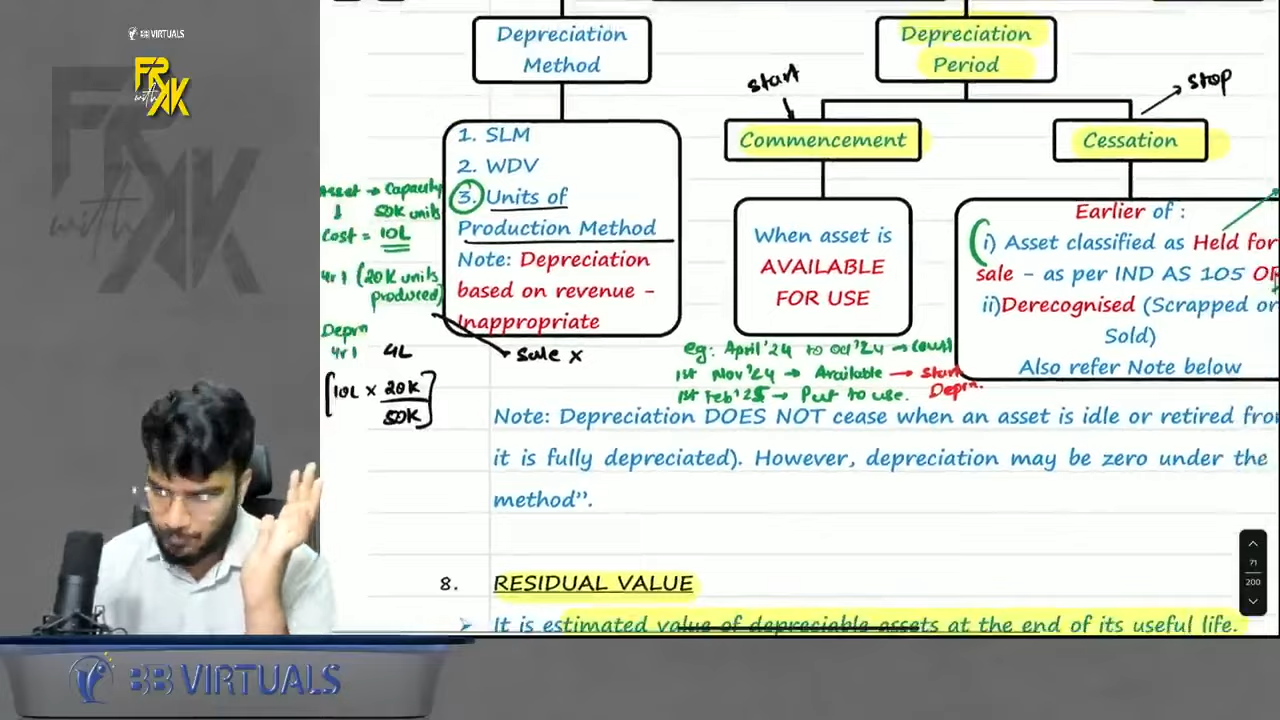 BB VIRTUALS
FR
with
AK
Depreciation
Method
Depreciation
Period
start
stop
Commencement
Cessation
1. SLM
2. WDV
3. Units of
Production Method
Note: Depreciation
based on revenue -
Inappropriate
Asset → Capacity
50K units
Cost = 10L
Yr 1 (20K units
produced)
Deprn
Yr 1 4L
[10L × 20K
50K]
Sale x
When asset is
AVAILABLE
FOR USE
Earlier of :
i) Asset classified as Held for
sale - as per IND AS 105 OR
ii)Derecognised (Scrapped or
Sold)
Also refer Note below
eg: April'24 to Oct'24 → Const
1st Nov'24 → Available → Start
Deprn.
1st Feb'25 → Put to use.
Note: Depreciation DOES NOT cease when an asset is idle or retired from
it is fully depreciated). However, depreciation may be zero under the
method".
8. RESIDUAL VALUE
➢ It is estimated value of depreciable assets at the end of its useful life.
71
200
BB VIRTUALS